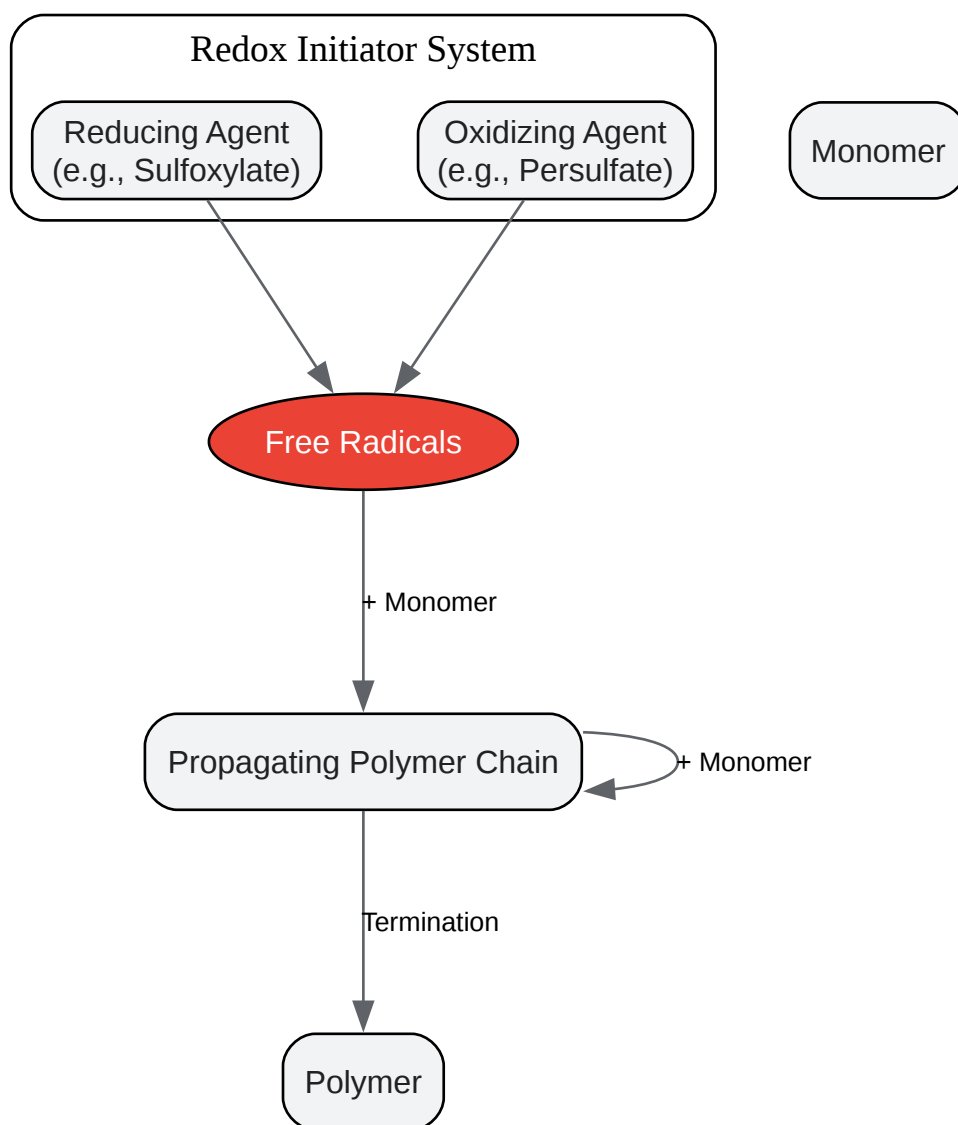 Redox Initiator System
Reducing Agent
(e.g., Sulfoxylate)
Oxidizing Agent
(e.g., Persulfate)
Monomer
Free Radicals
+ Monomer
Propagating Polymer Chain
+ Monomer
Termination
Polymer